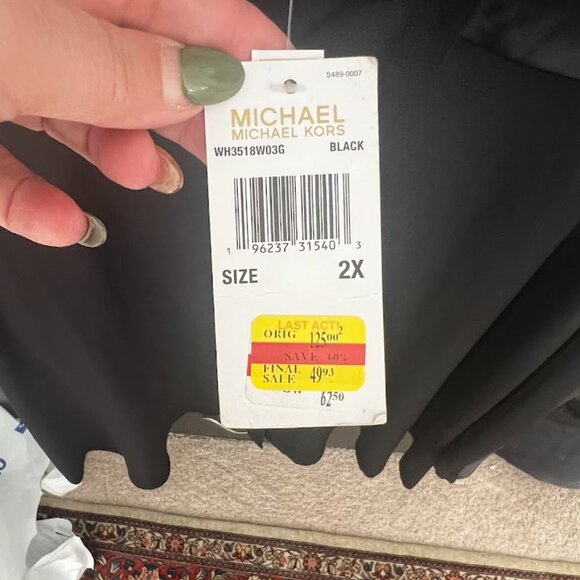 S489-0007
MICHAEL
MICHAEL KORS
WH3518W03G BLACK
1 96237 31540 3
SIZE 2X
LAST ACT!
ORIG 125.00 2
SAVE 60%
FINAL
SALE 49.93
62.50